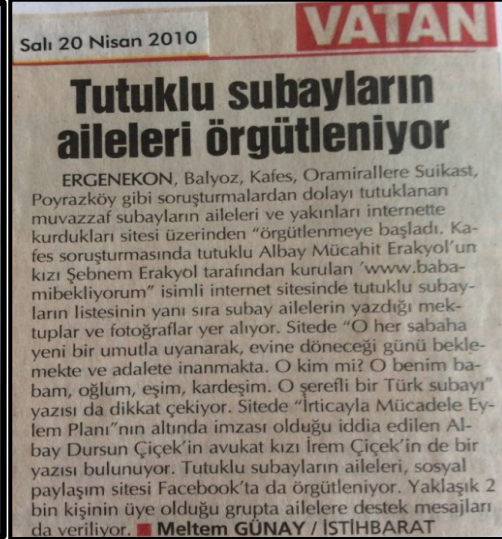 VATAN
Salı 20 Nisan 2010
Tutuklu subayların
aileleri örgütleniyor
ERGENEKON, Balyoz, Kafes, Oramirallere Suikast,
Poyrazköy gibi soruşturmalardan dolayı tutuklanan
muvazzaf subayların aileleri ve yakınları internette
kurdukları sitesi üzerinden “örgütlenmeye başladı. Ka-
fes soruşturmasında tutuklu Albay Mücahit Erakyol’un
kızı Şebnem Erakyol tarafından kurulan ’www.baba-
mibekliyorum” isimli internet sitesinde tutuklu subay-
ların listesinin yanı sıra subay ailelerin yazdığı mek-
tuplar ve fotoğraflar yer alıyor. Sitede “O her sabaha
yeni bir umutla uyanarak, evine döneceği günü bekle-
mekte ve adalete inanmakta. O kim mi? O benim ba-
bam, oğlum, eşim, kardeşim. O şerefli bir Türk subayı”
yazısı da dikkat çekiyor. Sitede “İrticayla Mücadele Ey-
lem Planı”nın altında imzası olduğu iddia edilen Al-
bay Dursun Çiçek’in avukat kızı İrem Çiçek’in de bir
yazısı bulunuyor. Tutuklu subayların aileleri, sosyal
paylaşım sitesi Facebook’ta da örgütleniyor. Yaklaşık 2
bin kişinin üye olduğu grupta ailelere destek mesajları
da veriliyor. ■ Meltem GÜNAY / İSTİHBARAT